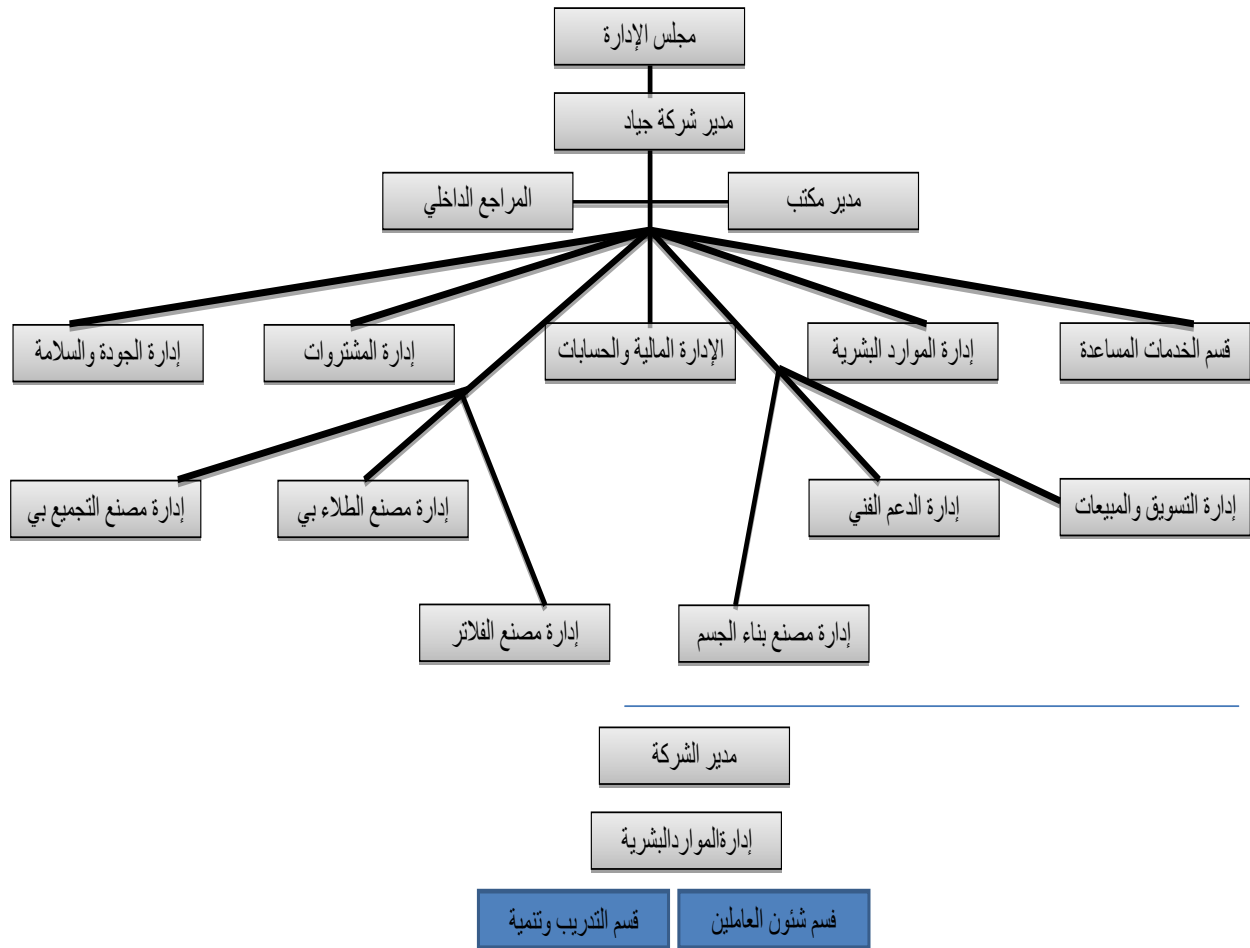 مجلس الإدارة
مدير شركة جياد
مدير مكتب
المراجع الداخلي
قسم الخدمات المساعدة
إدارة الموارد البشرية
الإدارة المالية والحسابات
إدارة المشتروات
إدارة الجودة والسلامة
إدارة التسويق والمبيعات
إدارة الدعم الفني
إدارة مصنع الطلاء بي
إدارة مصنع التجميع بي
إدارة مصنع بناء الجسم
إدارة مصنع الفلاتر
مدير الشركة
إدارةالمواردالبشرية
قسم شئون العاملين
قسم التدريب وتنمية